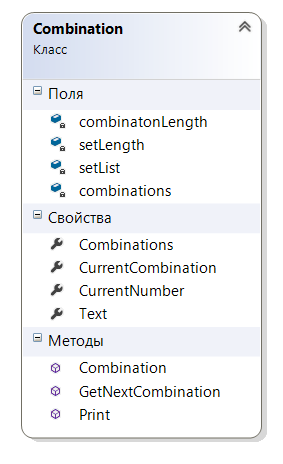 Combination
Класс
Поля
combinatonLength
setLength
setList
combinations
Свойства
Combinations
CurrentCombination
CurrentNumber
Text
Методы
Combination
GetNextCombination
Print